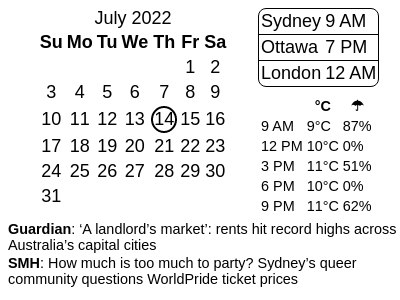 July 2022
Su Mo Tu We Th Fr Sa
1 2
3 4 5 6 7 8 9
10 11 12 13 14 15 16
17 18 19 20 21 22 23
24 25 26 27 28 29 30
31
Sydney 9 AM
Ottawa 7 PM
London 12 AM
°C ☂
9 AM 9°C 87%
12 PM 10°C 0%
3 PM 11°C 51%
6 PM 10°C 0%
9 PM 11°C 62%
Guardian: ‘A landlord’s market’: rents hit record highs across
Australia’s capital cities
SMH: How much is too much to party? Sydney’s queer
community questions WorldPride ticket prices